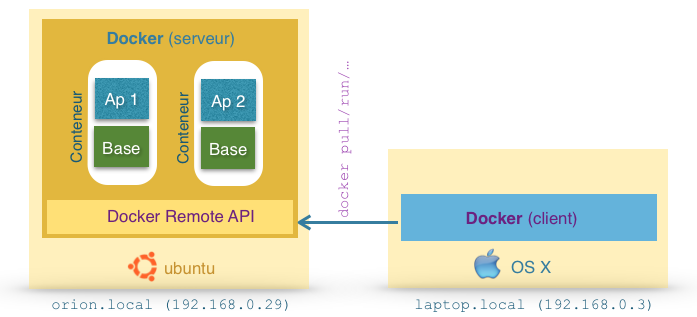 Docker (serveur)
Conteneur
Ap 1
Base
Conteneur
Ap 2
Base
Docker Remote API
ubuntu
orion.local (192.168.0.29)
docker pull/run/…
Docker (client)
OS X
laptop.local (192.168.0.3)